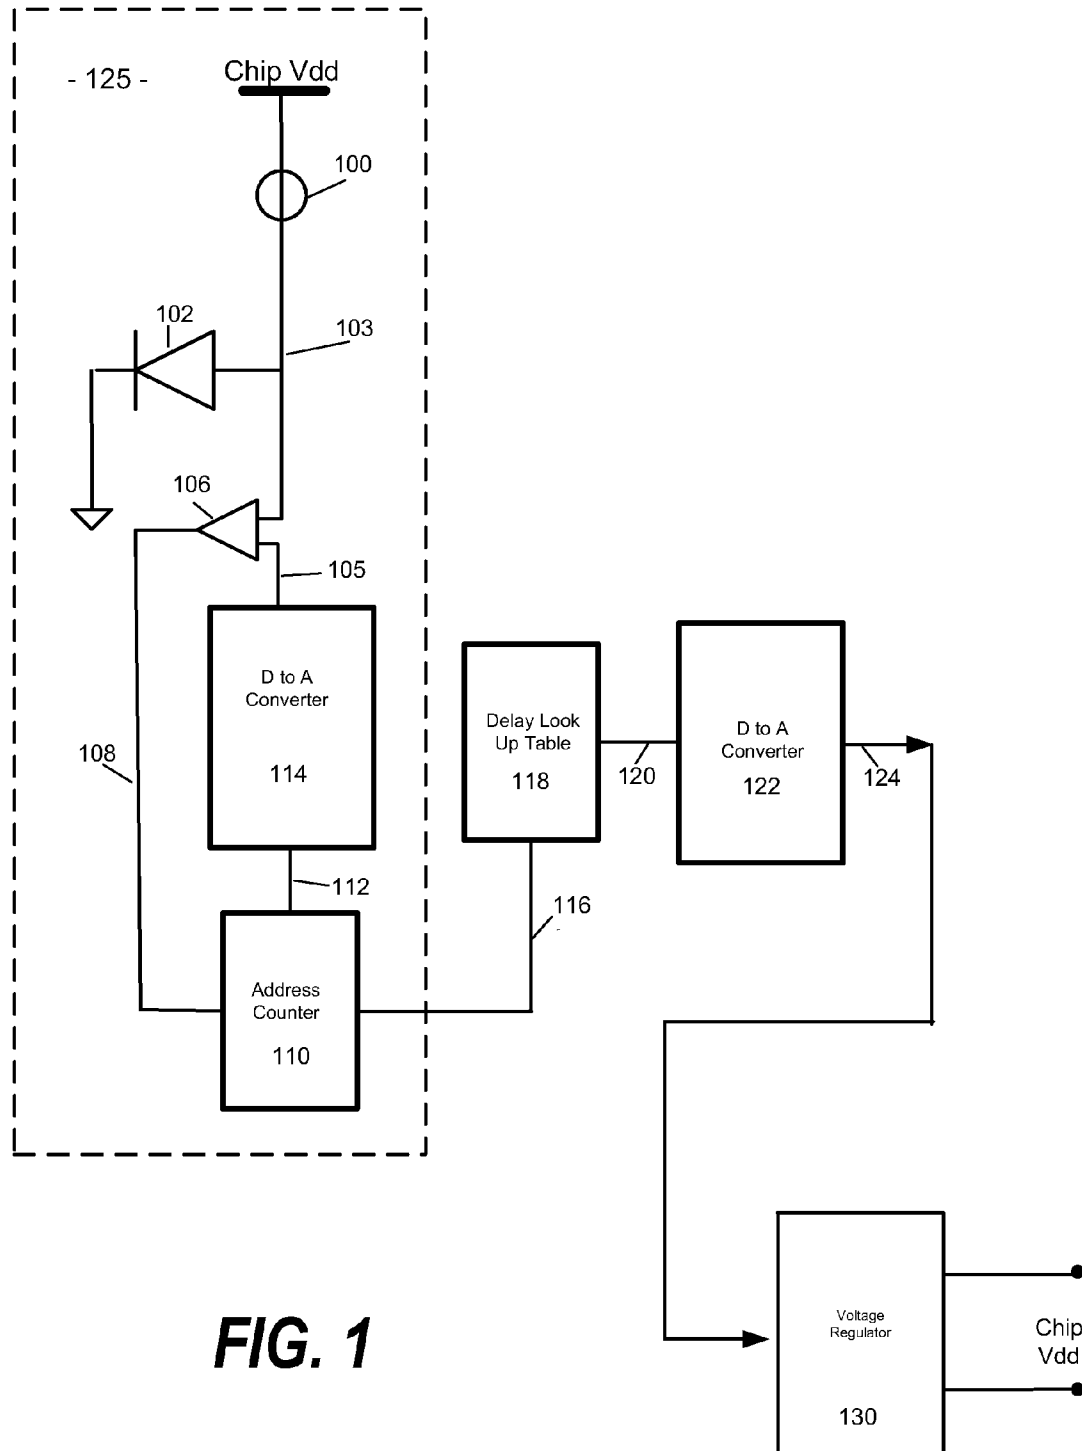 - 125 -
Chip Vdd
100
102
103
106
105
D to A
Converter
114
108
112
Address
Counter
110
Delay Look
Up Table
118
116
120
D to A
Converter
122
124
Voltage
Regulator
130
Chip
Vdd
FIG. 1